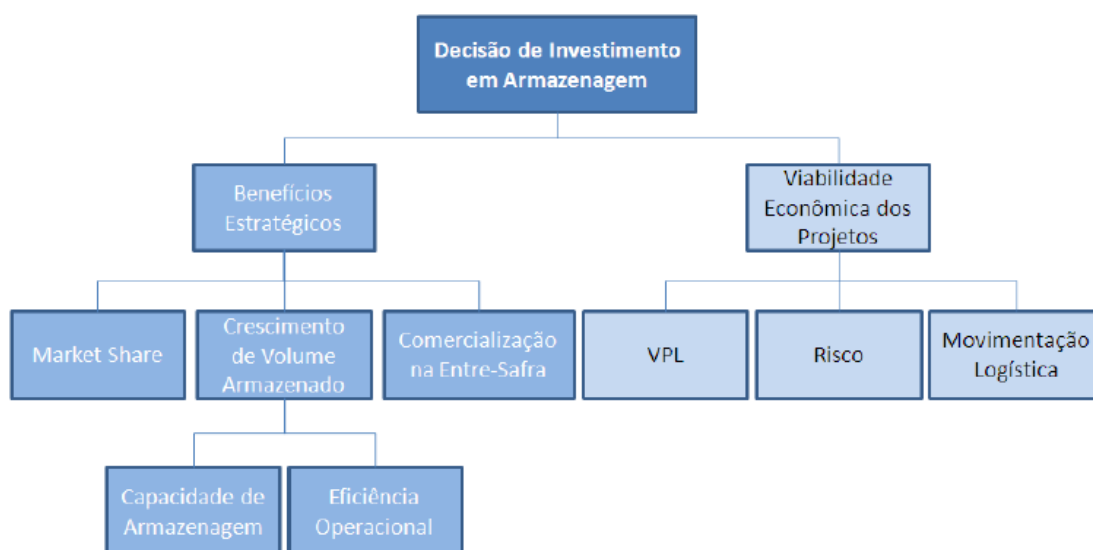 Decisão de Investimento
em Armazenagem
Benefícios
Estratégicos
Viabilidade
Econômica dos
Projetos
Market Share
Crescimento
de Volume
Armazenado
Comercialização
na Entre-Safra
VPL
Risco
Movimentação
Logística
Capacidade de
Armazenagem
Eficiência
Operacional